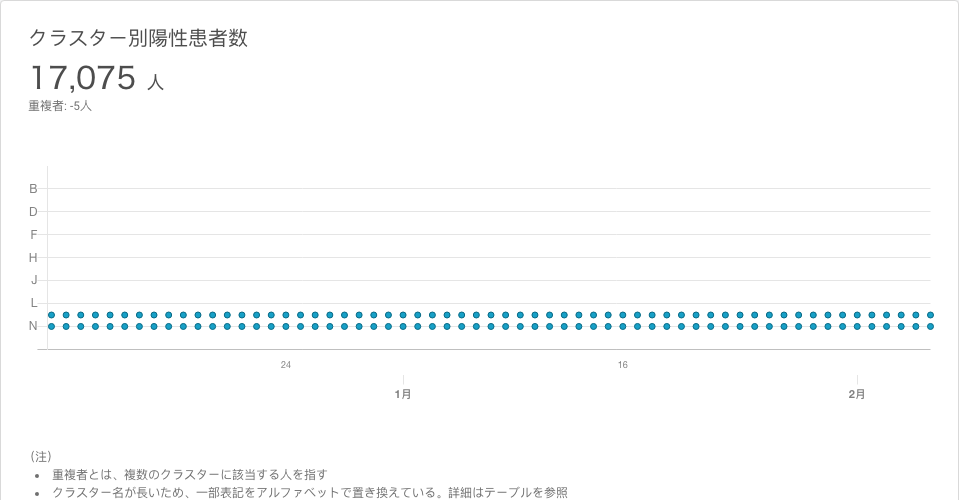 クラスター別陽性患者数
17,075 人
重複者: -5人
B
D
F
H
J
L
N
24
16
1月
2月
（注）
• 重複者とは、複数のクラスターに該当する人を指す
• クラスター名が長いため、一部表記をアルファベットで置き換えている。詳細はテーブルを参照